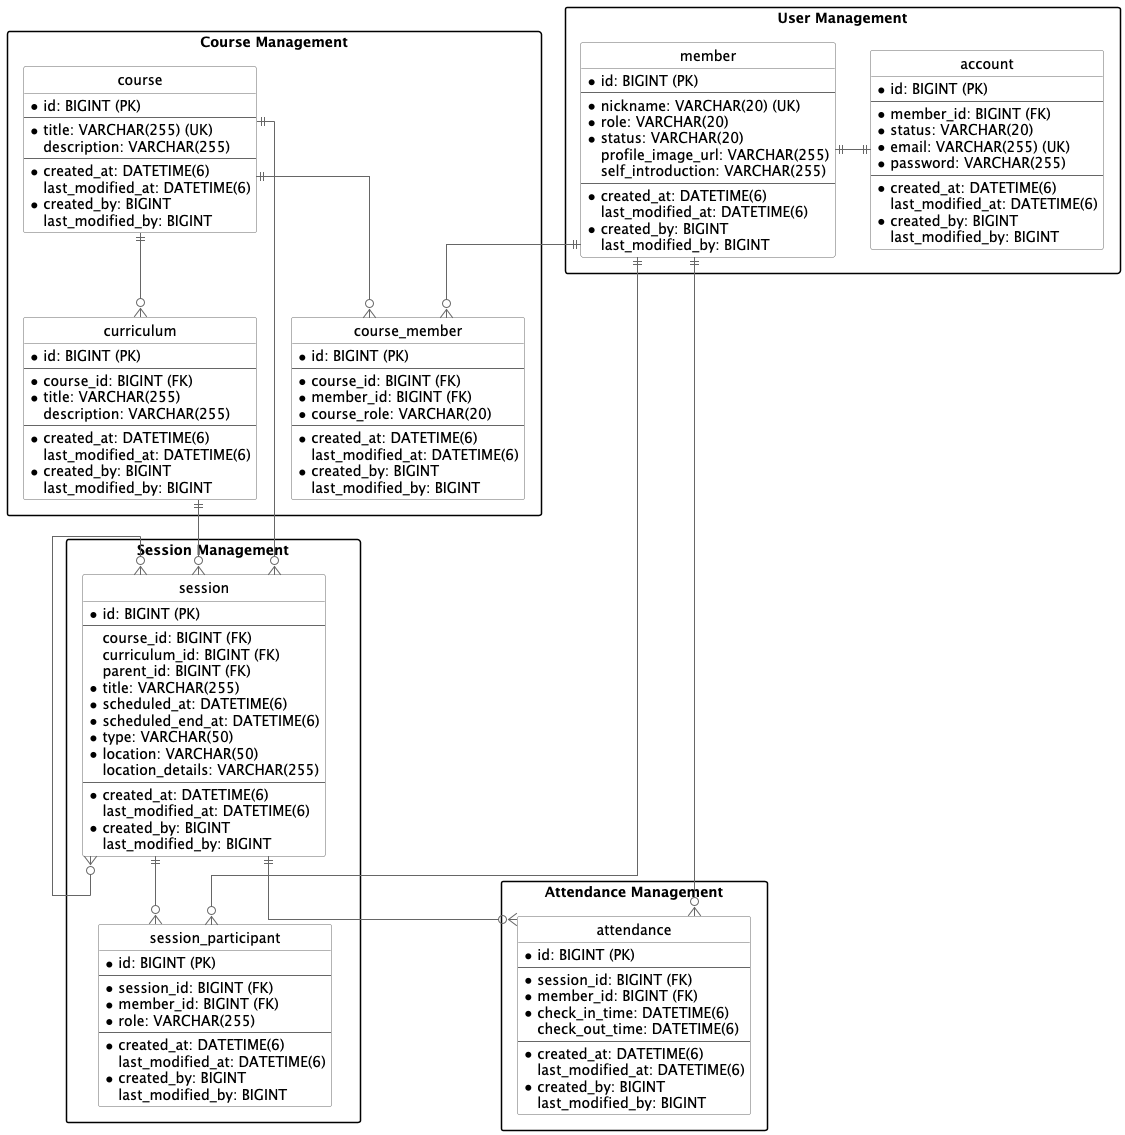 Course Management
course
● id: BIGINT (PK)
● title: VARCHAR(255) (UK)
description: VARCHAR(255)
● created_at: DATETIME(6)
last_modified_at: DATETIME(6)
● created_by: BIGINT
last_modified_by: BIGINT
curriculum
● id: BIGINT (PK)
● course_id: BIGINT (FK)
● title: VARCHAR(255)
description: VARCHAR(255)
● created_at: DATETIME(6)
last_modified_at: DATETIME(6)
● created_by: BIGINT
last_modified_by: BIGINT
course_member
● id: BIGINT (PK)
● course_id: BIGINT (FK)
● member_id: BIGINT (FK)
● course_role: VARCHAR(20)
● created_at: DATETIME(6)
last_modified_at: DATETIME(6)
● created_by: BIGINT
last_modified_by: BIGINT
User Management
member
● id: BIGINT (PK)
● nickname: VARCHAR(20) (UK)
● role: VARCHAR(20)
● status: VARCHAR(20)
profile_image_url: VARCHAR(255)
self_introduction: VARCHAR(255)
● created_at: DATETIME(6)
last_modified_at: DATETIME(6)
● created_by: BIGINT
last_modified_by: BIGINT
account
● id: BIGINT (PK)
● member_id: BIGINT (FK)
● status: VARCHAR(20)
● email: VARCHAR(255) (UK)
● password: VARCHAR(255)
● created_at: DATETIME(6)
last_modified_at: DATETIME(6)
● created_by: BIGINT
last_modified_by: BIGINT
Session Management
session
● id: BIGINT (PK)
course_id: BIGINT (FK)
curriculum_id: BIGINT (FK)
parent_id: BIGINT (FK)
● title: VARCHAR(255)
● scheduled_at: DATETIME(6)
● scheduled_end_at: DATETIME(6)
● type: VARCHAR(50)
● location: VARCHAR(50)
location_details: VARCHAR(255)
● created_at: DATETIME(6)
last_modified_at: DATETIME(6)
● created_by: BIGINT
last_modified_by: BIGINT
session_participant
● id: BIGINT (PK)
● session_id: BIGINT (FK)
● member_id: BIGINT (FK)
● role: VARCHAR(255)
● created_at: DATETIME(6)
last_modified_at: DATETIME(6)
● created_by: BIGINT
last_modified_by: BIGINT
Attendance Management
attendance
● id: BIGINT (PK)
● session_id: BIGINT (FK)
● member_id: BIGINT (FK)
● check_in_time: DATETIME(6)
check_out_time: DATETIME(6)
● created_at: DATETIME(6)
last_modified_at: DATETIME(6)
● created_by: BIGINT
last_modified_by: BIGINT